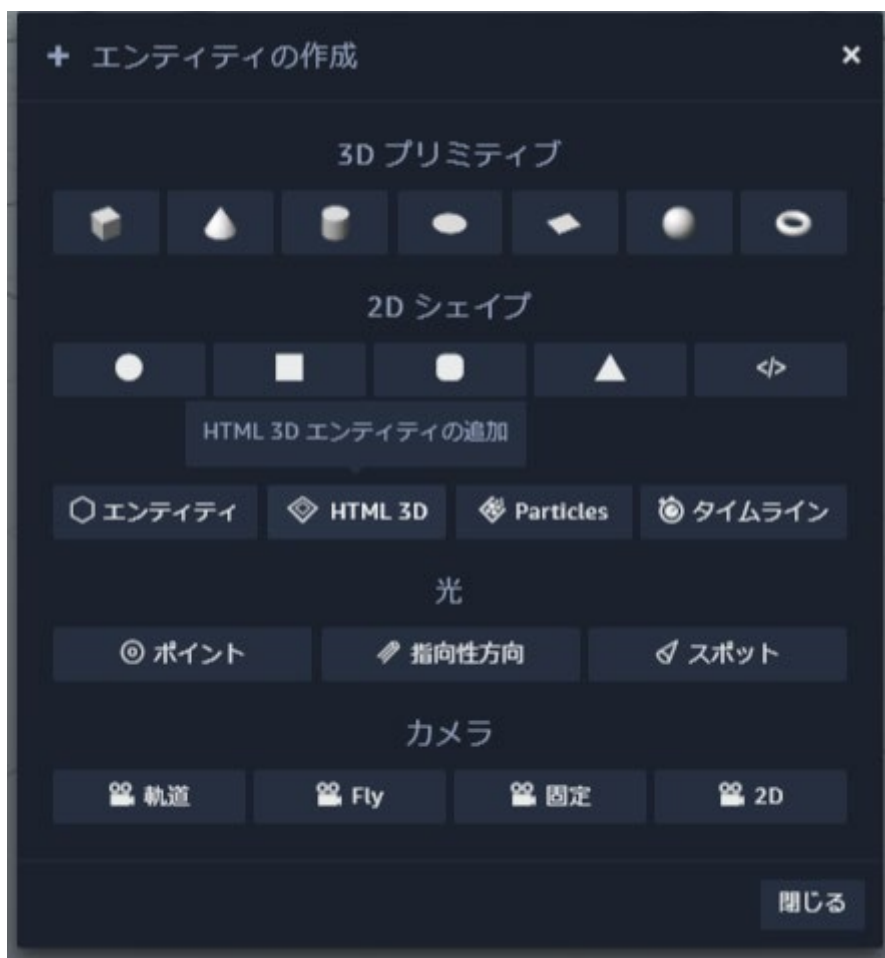 エンティティの作成
3D プリミティブ
2D シェイプ
</>
HTML 3D エンティティの追加
エンティティ HTML 3D Particles タイムライン
光
ポイント 指向性方向 スポット
カメラ
軌道 Fly 固定 2D
閉じる